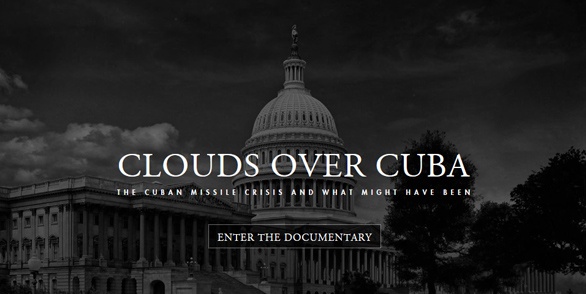 CLOUDS OVER CUBA
THE CUBAN MISSILE CRISIS AND WHAT MIGHT HAVE BEEN
ENTER THE DOCUMENTARY